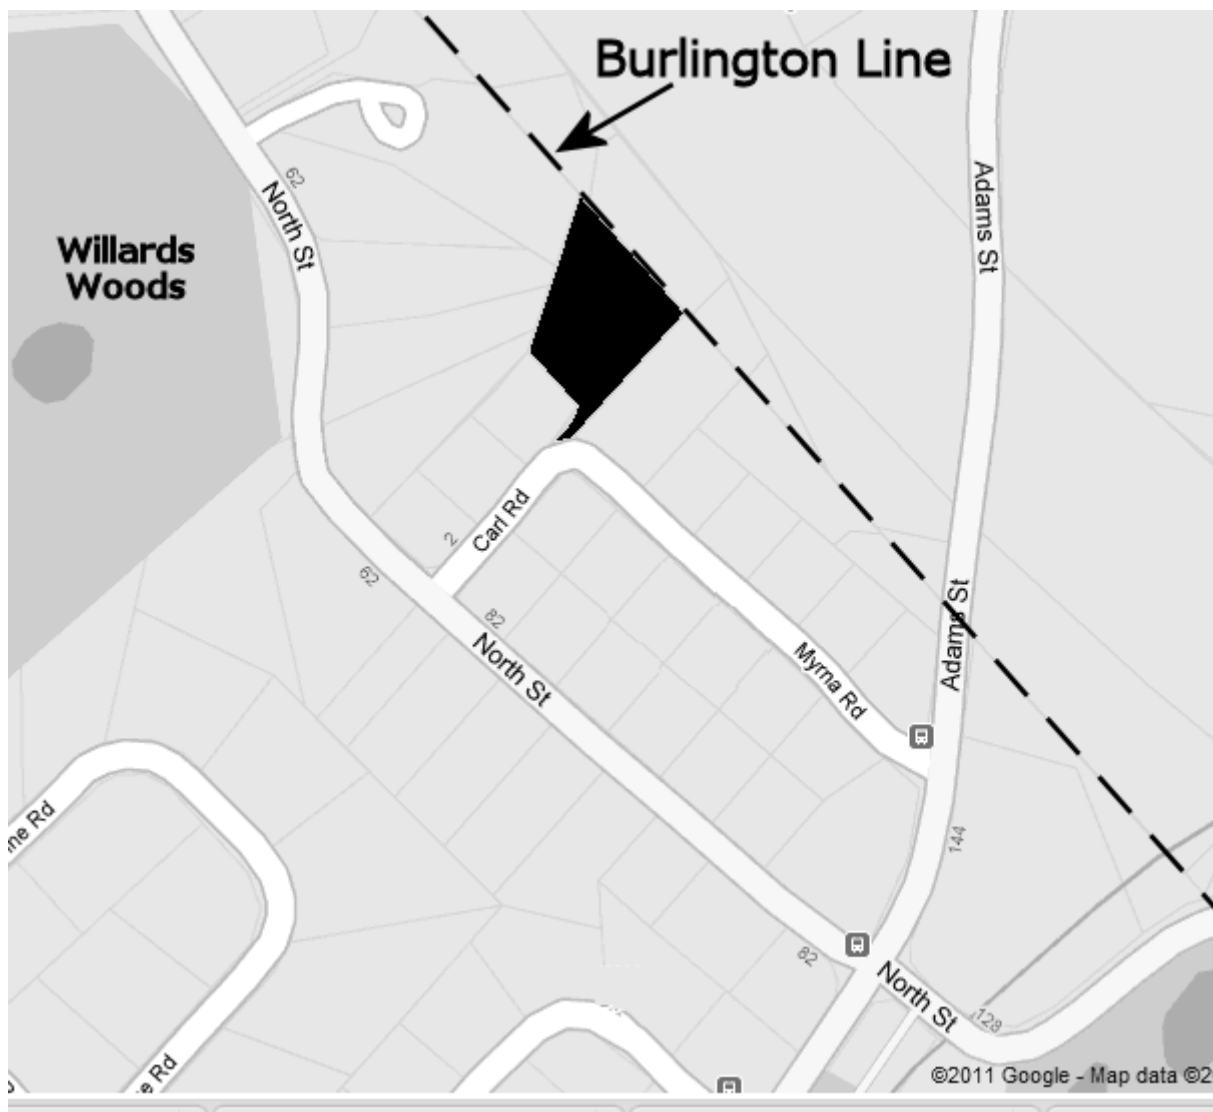 Burlington Line
62
North St
Adams St
Willards
Woods
Carl Rd
2
62
82
North St
Adams St
Myrna Rd
me Rd
144
82
North St
128
e Rd
©2011 Google - Map data ©2